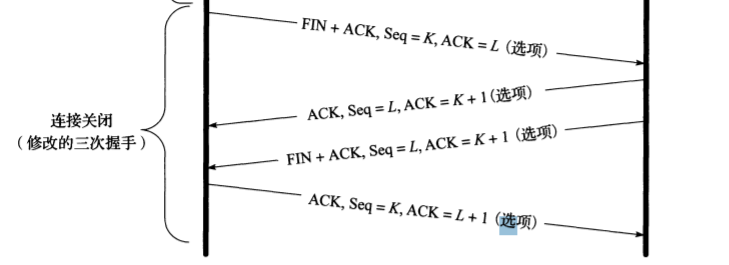 FIN + ACK, Seq = K, ACK = L (选项)
ACK, Seq = L, ACK = K + 1 (选项)
连接关闭
（修改的三次握手）
FIN + ACK, Seq = L, ACK = K + 1 (选项)
ACK, Seq = K, ACK = L + 1 (选项)